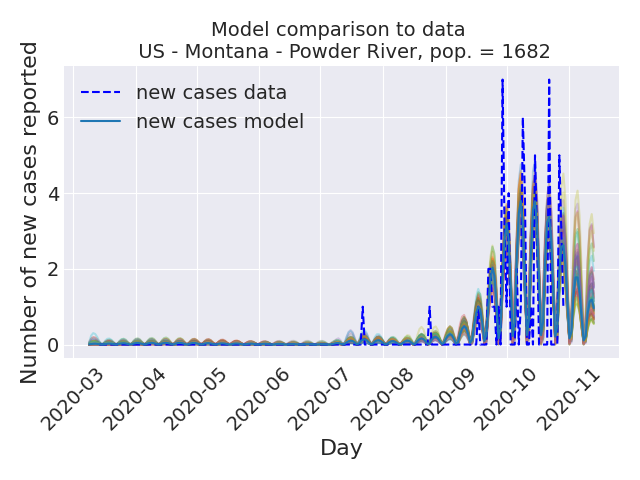 Model comparison to data
US - Montana - Powder River, pop. = 1682
new cases data
new cases model
Number of new cases reported
6
4
2
0
2020-03
2020-04
2020-05
2020-06
2020-07
2020-08
2020-09
2020-10
2020-11
Day